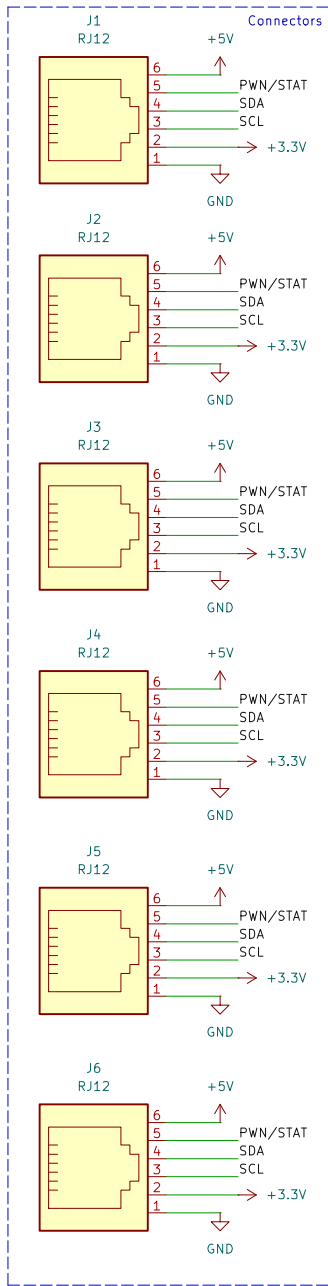 Connectors
J1
RJ12
+5V
6
5 PWN/STAT
4 SDA
3 SCL
2 +3.3V
1
GND
J2
RJ12
+5V
6
5 PWN/STAT
4 SDA
3 SCL
2 +3.3V
1
GND
J3
RJ12
+5V
6
5 PWN/STAT
4 SDA
3 SCL
2 +3.3V
1
GND
J4
RJ12
+5V
6
5 PWN/STAT
4 SDA
3 SCL
2 +3.3V
1
GND
J5
RJ12
+5V
6
5 PWN/STAT
4 SDA
3 SCL
2 +3.3V
1
GND
J6
RJ12
+5V
6
5 PWN/STAT
4 SDA
3 SCL
2 +3.3V
1
GND